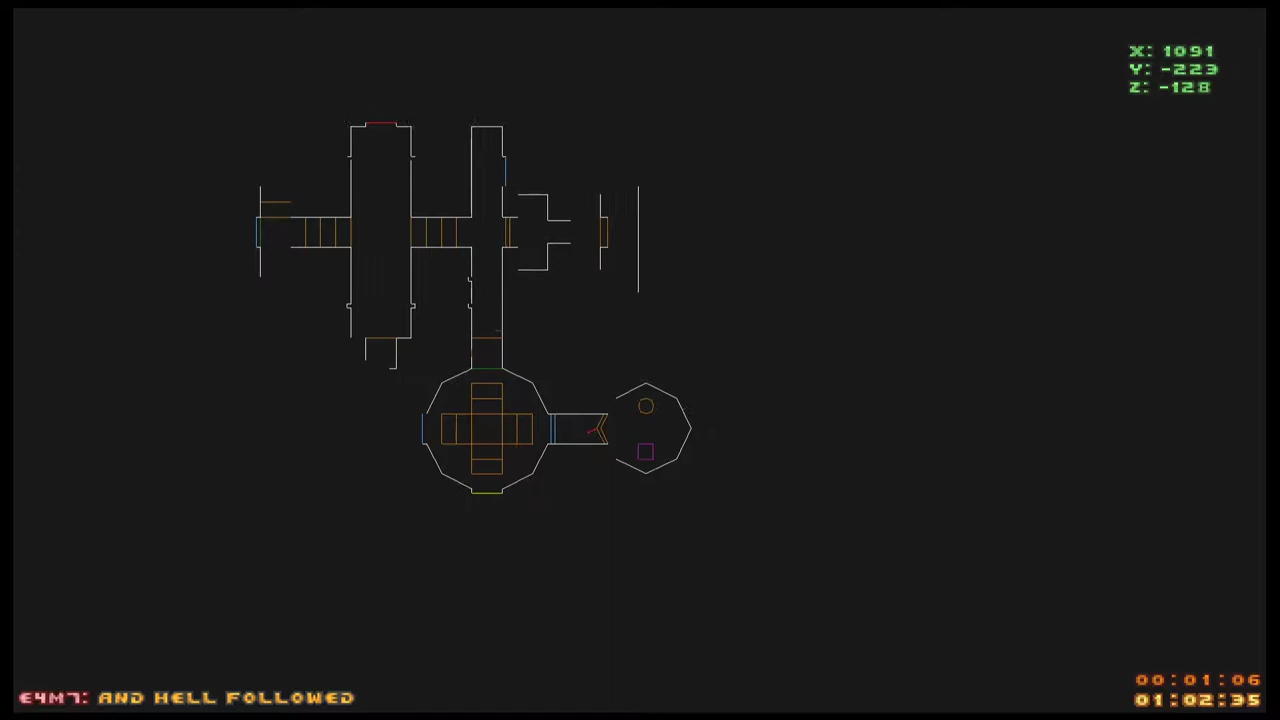 X: 1091
Y: -223
Z: -128
00:01:06
E4M7: AND HELL FOLLOWED
01:02:35